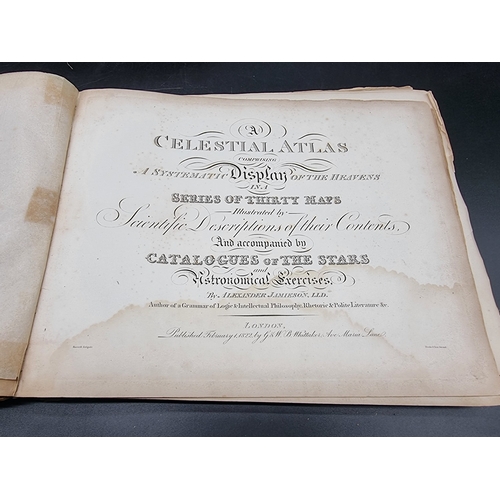 A
CELESTIAL ATLAS
COMPRISING
A SYSTEMATIC Display OF THE HEAVENS
IN A
SERIES OF THIRTY MAPS
Illustrated by
Scientific Descriptions of their Contents,
And accompanied by
CATALOGUES OF THE STARS
and
Astronomical Exercises,
By ALEXANDER JAMIESON, LLD.
Author of a Grammar of Logic & Intellectual Philosophy, Rhetoric & Polite Literature &c.
LONDON,
Published February 1, 1822, by G & W. B. Whittaker, Ave Maria Lane.